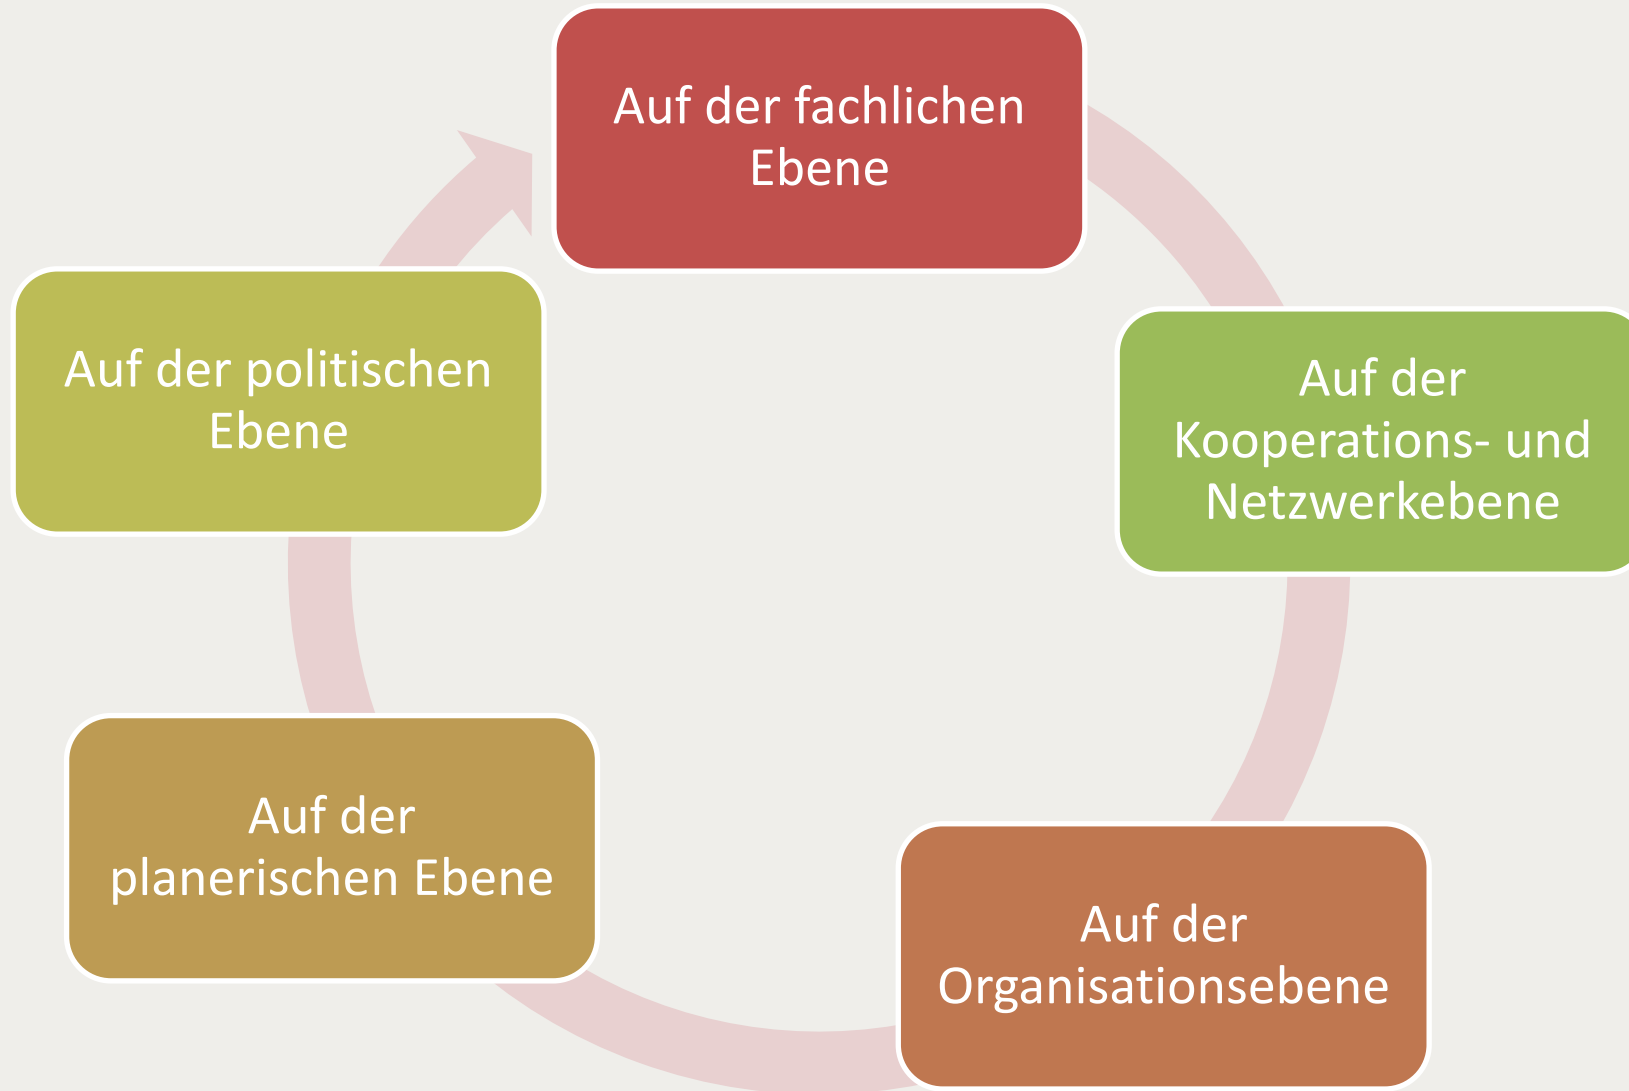 Auf der fachlichen
Ebene
Auf der
Kooperations- und
Netzwerkebene
Auf der
Organisationsebene
Auf der
planerischen Ebene
Auf der politischen
Ebene